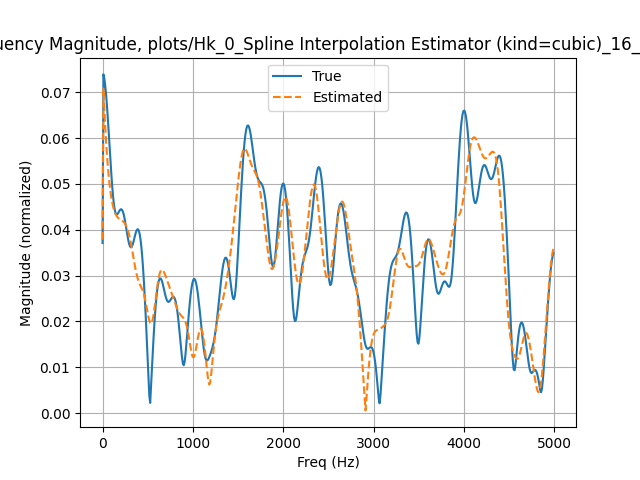 uency Magnitude, plots/Hk_0_Spline Interpolation Estimator (kind=cubic)_16_
True
Estimated
Magnitude (normalized)
0.07
0.06
0.05
0.04
0.03
0.02
0.01
0.00
0
1000
2000
3000
4000
5000
Freq (Hz)